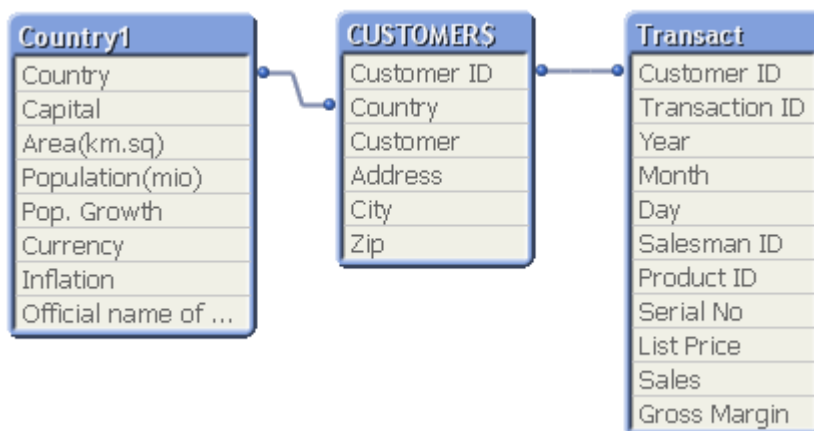 Country1
Country
Capital
Area(km.sq)
Population(mio)
Pop. Growth
Currency
Inflation
Official name of ...
CUSTOMER$
Customer ID
Country
Customer
Address
City
Zip
Transact
Customer ID
Transaction ID
Year
Month
Day
Salesman ID
Product ID
Serial No
List Price
Sales
Gross Margin